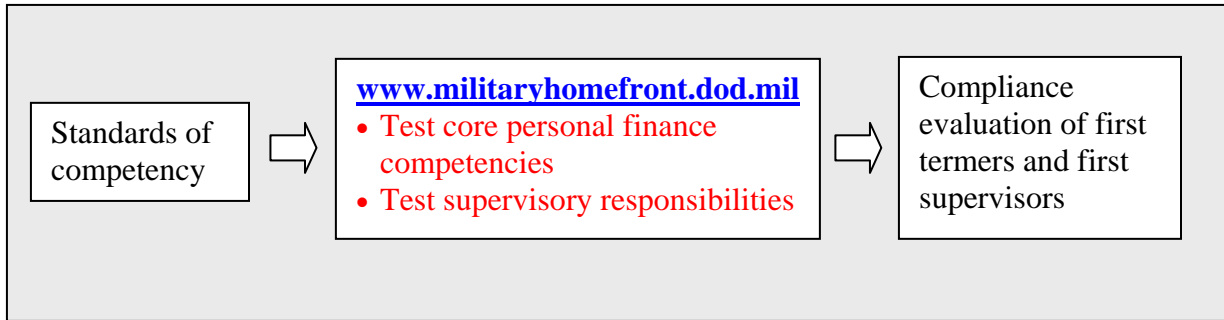 Standards of
competency
www.militaryhomefront.dod.mil
• Test core personal finance
competencies
• Test supervisory responsibilities
Compliance
evaluation of first
termers and first
supervisors